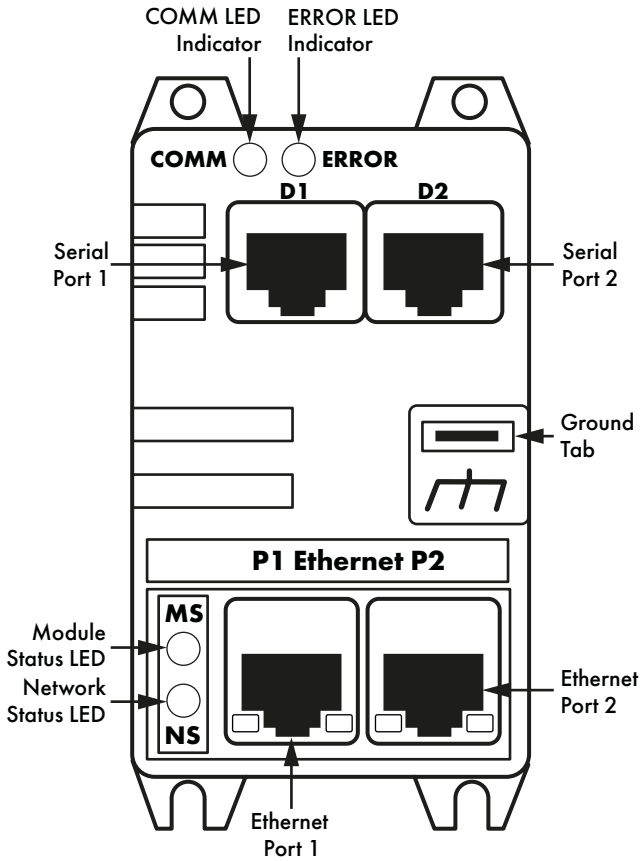 COMM LED
Indicator
ERROR LED
Indicator
COMM
ERROR
D1
D2
Serial
Port 1
Serial
Port 2
Ground
Tab
P1 Ethernet P2
MS
Module
Status LED
Network
Status LED
NS
Ethernet
Port 2
Ethernet
Port 1